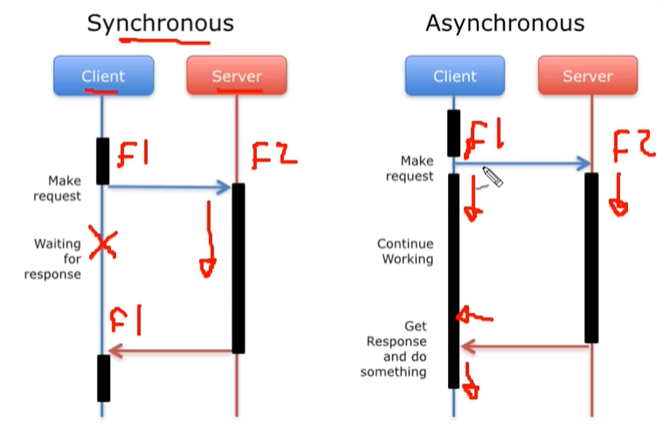 Synchronous
Client
Server
F1
F2
Make
request
Waiting
for
response
F1
Asynchronous
Client
Server
F1
F2
Make
request
Continue
Working
Get
Response
and do
something